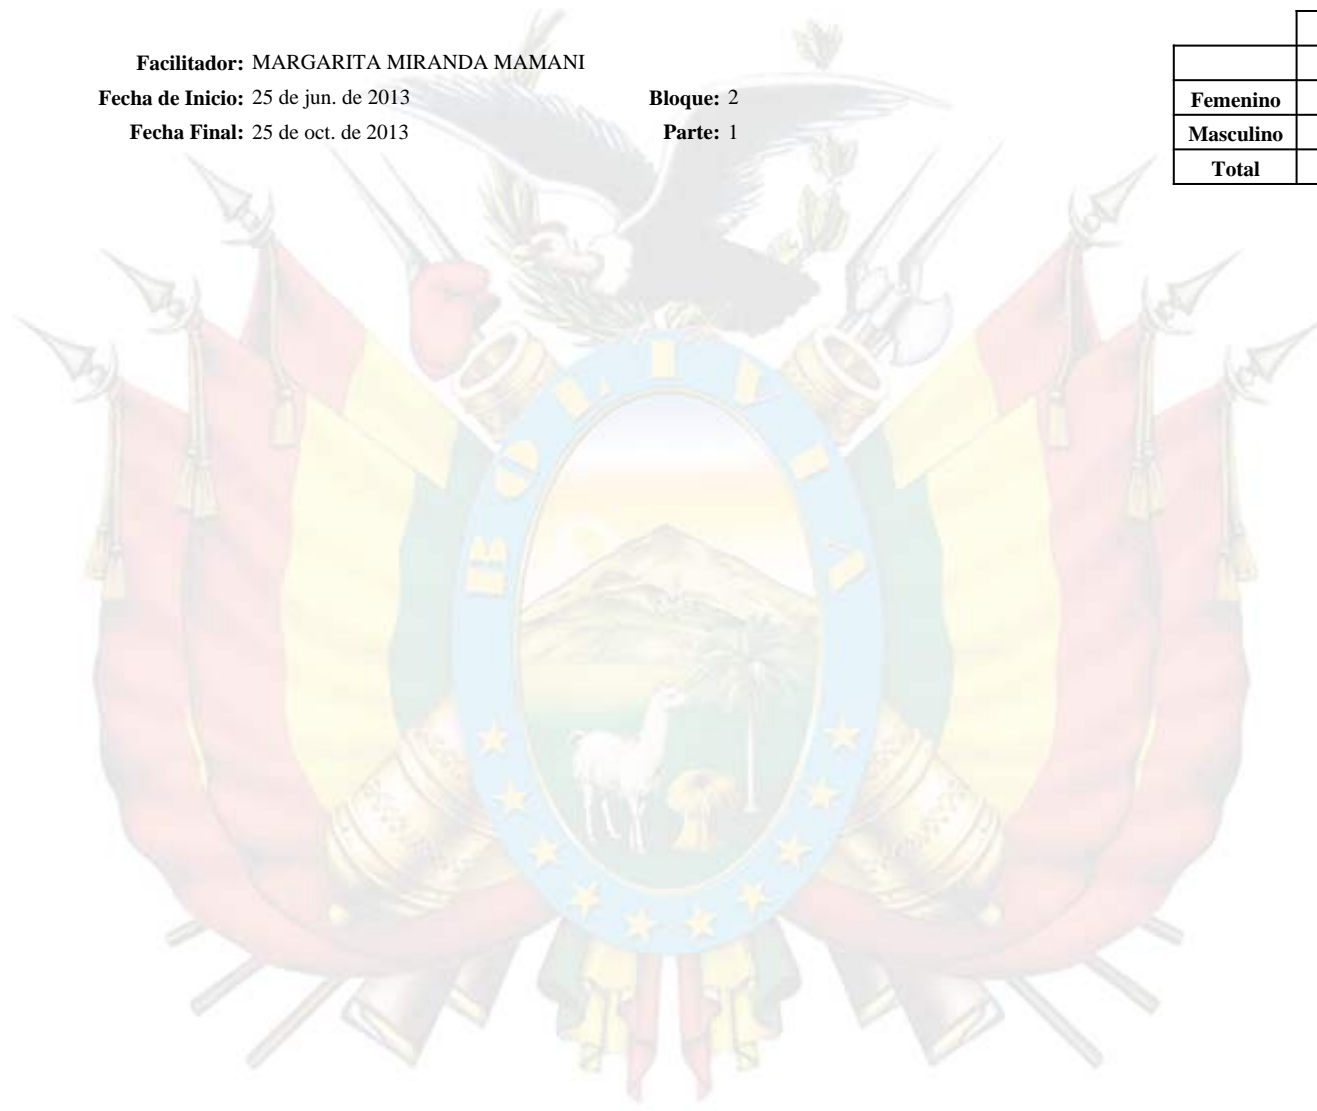 Facilitador: MARGARITA MIRANDA MAMANI
Fecha de Inicio: 25 de jun. de 2013 Bloque: 2
Fecha Final: 25 de oct. de 2013 Parte: 1
Femenino
Masculino
Total
BOLIVIA